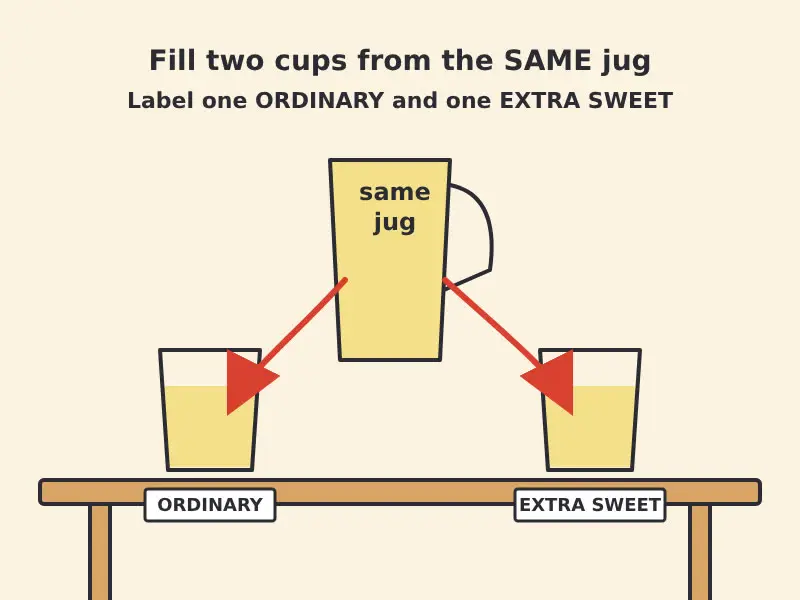 Fill two cups from the SAME jug
Label one ORDINARY and one EXTRA SWEET
same
jug
ORDINARY
EXTRA SWEET